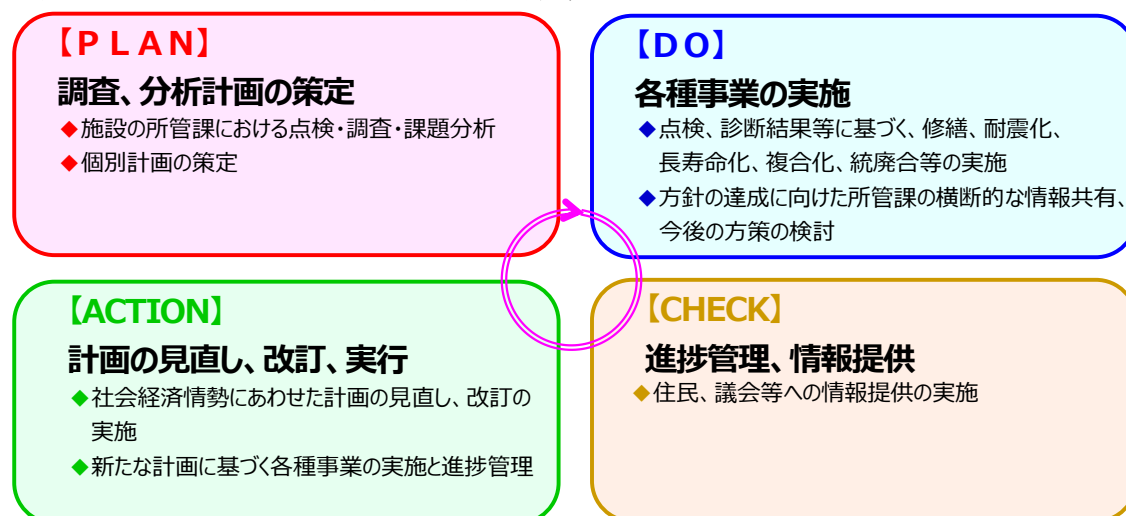 【ＰＬＡＮ】
調査、分析計画の策定
◆施設の所管課における点検・調査・課題分析
◆個別計画の策定
【ＤＯ】
各種事業の実施
◆点検、診断結果等に基づく、修繕、耐震化、
長寿命化、複合化、統廃合等の実施
◆方針の達成に向けた所管課の横断的な情報共有、
今後の方策の検討
【ACTION】
計画の見直し、改訂、実行
◆社会経済情勢にあわせた計画の見直し、改訂の
実施
◆新たな計画に基づく各種事業の実施と進捗管理
【CHECK】
進捗管理、情報提供
◆住民、議会等への情報提供の実施